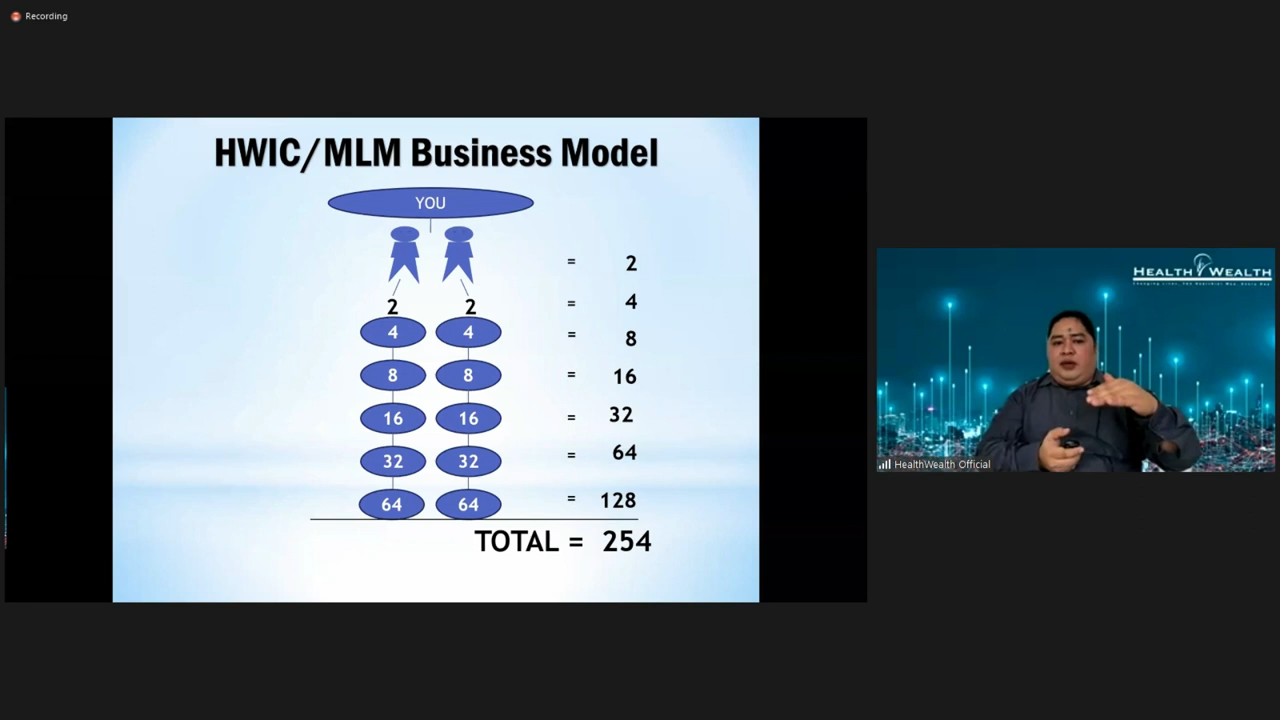 Recording
HWIC/MLM Business Model
YOU
= 2
2 2 = 4
4 4 = 8
8 8 = 16
16 16 = 32
32 32 = 64
64 64 = 128
TOTAL = 254
HEALTH WEALTH
HealthWealth Official